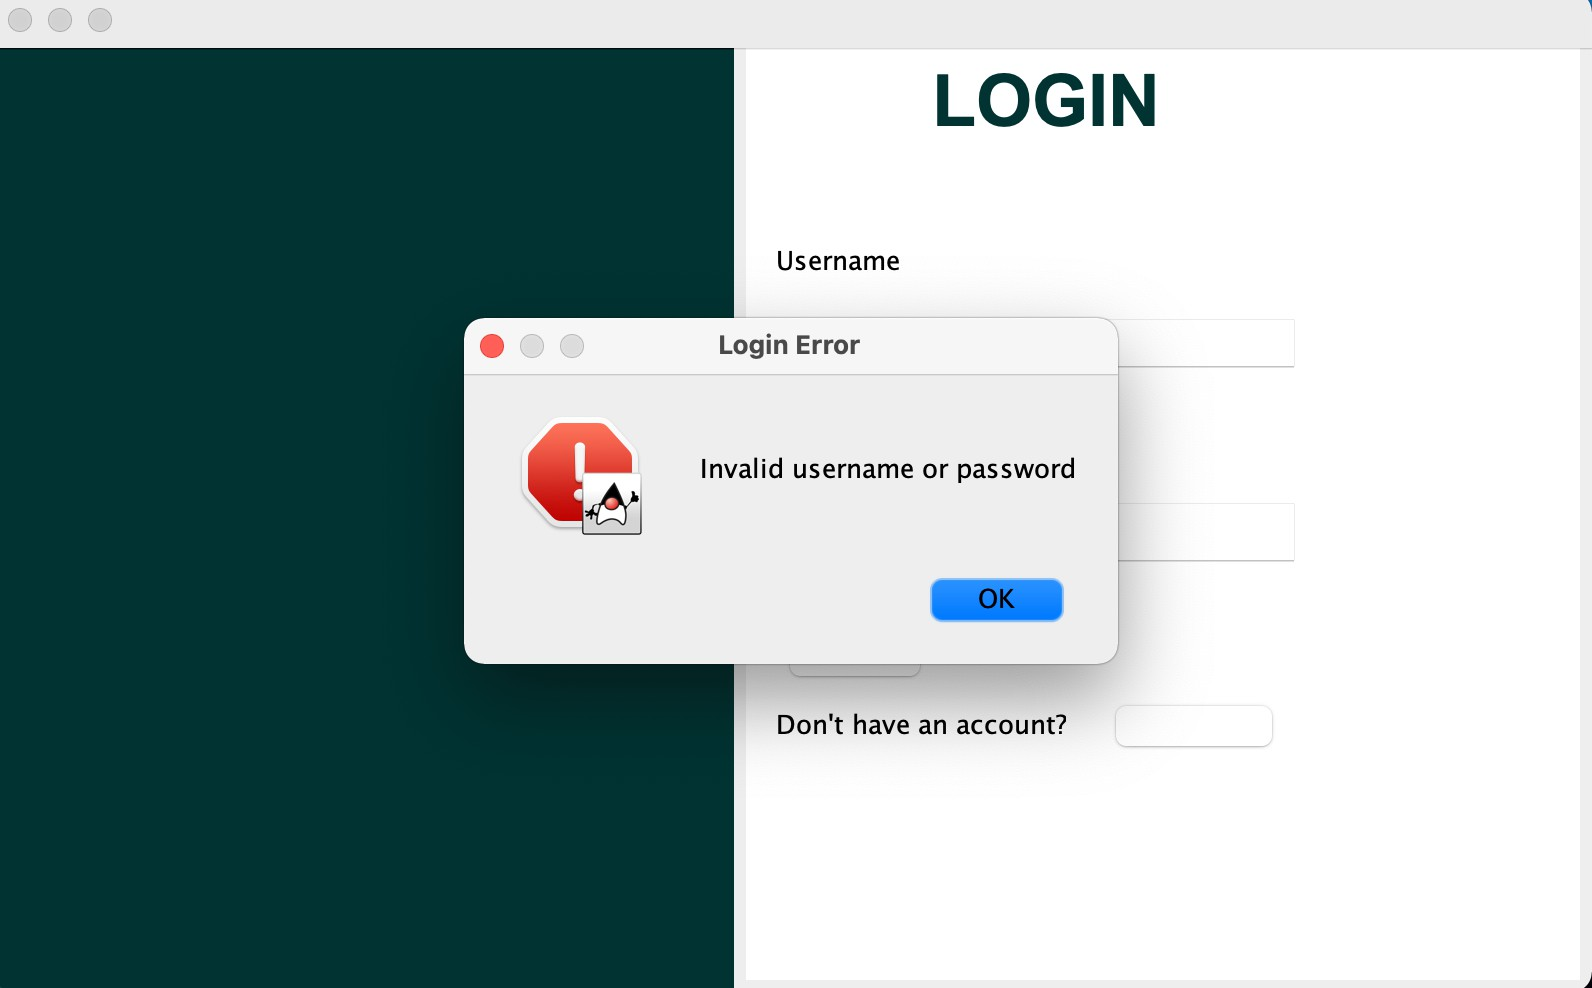 LOGIN
Username
Login Error
Invalid username or password
OK
Don't have an account?